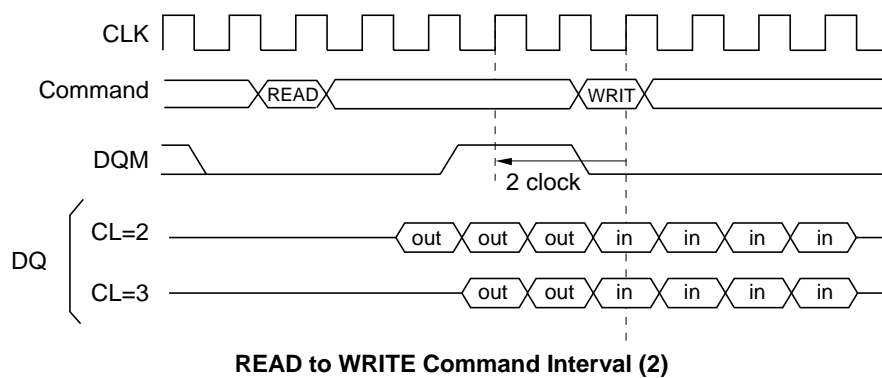 CLK
Command READ WRIT
DQM
2 clock
CL=2 out out out in in in in
DQ
CL=3 out out in in in in
READ to WRITE Command Interval (2)